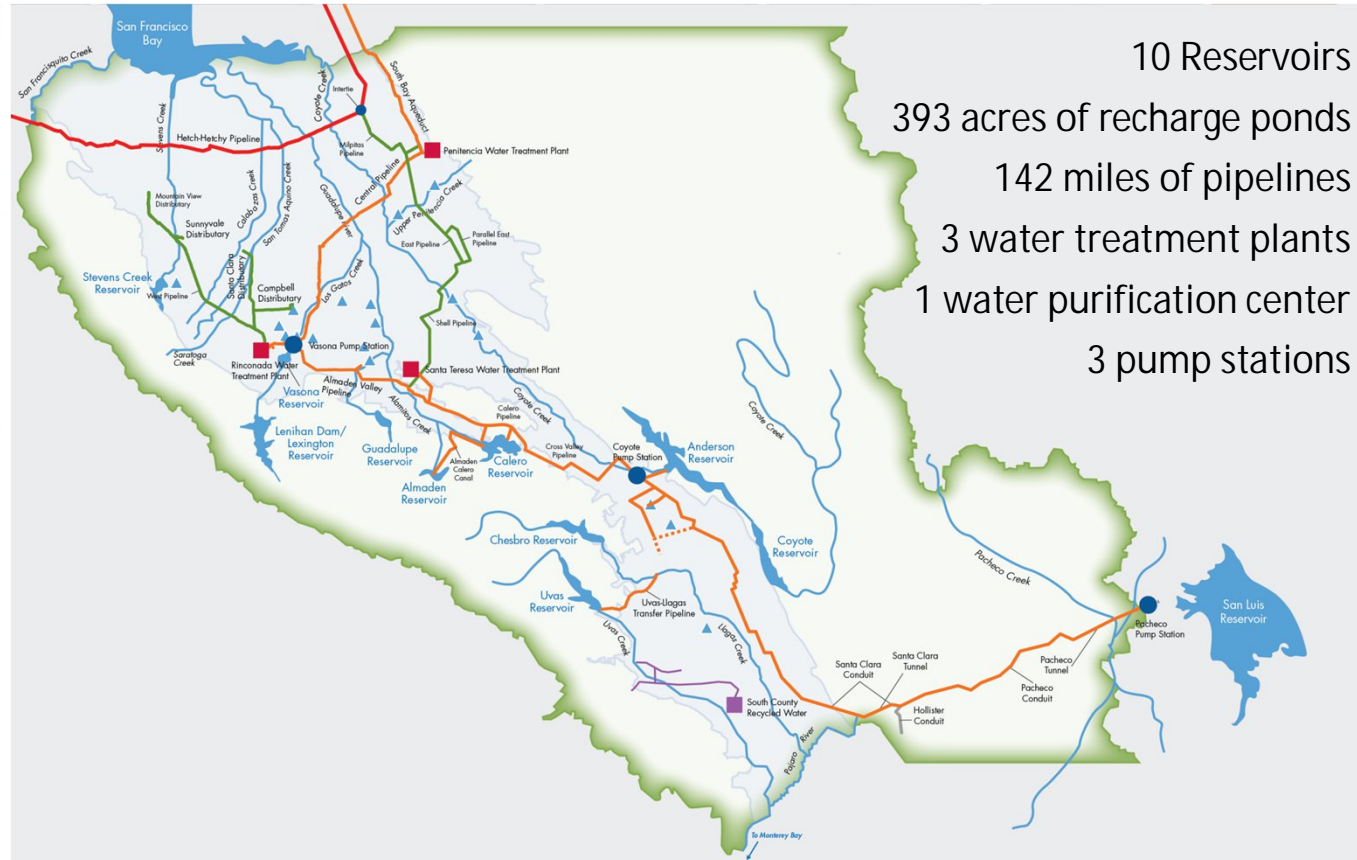 San Francisco
Bay
San Francisquito Creek
Stevens Creek
Coyote Creek
South Bay Aqueduct
Intertie
Hetch-Hetchy Pipeline
Milpitas
Pipeline
Penitencia Water Treatment Plant
Central Pipeline
Calabazas Creek
San Tomas Aquino Creek
Guadalupe River
Upper Penitencia Creek
Mountain View
Distributary
Sunnyvale
Distributary
East Pipeline
Parallel East
Pipeline
Stevens Creek
Reservoir
West Pipeline
Santa Clara
Distributary
Campbell
Distributary
Los Gatos Creek
Shell Pipeline
Saratoga
Creek
Rinconada Water
Treatment Plant
Vasona Pump Station
Santa Teresa Water Treatment Plant
Vasona
Reservoir
Almaden Valley
Pipeline
Alamitos Creek
Coyote Creek
Calero
Pipeline
Lenihan Dam/
Lexington
Reservoir
Guadalupe
Reservoir
Almaden
Calero
Canal
Calero
Reservoir
Cross Valley
Pipeline
Coyote
Pump Station
Anderson
Reservoir
Coyote Creek
Almaden
Reservoir
Chesbro Reservoir
Coyote
Reservoir
Pacheco Creek
Uvas
Reservoir
Uvas-Llagas
Transfer Pipeline
Uvas Creek
Llagas Creek
San Luis
Reservoir
Pacheco
Pump Station
Santa Clara
Conduit
Santa Clara
Tunnel
Pacheco
Tunnel
Pacheco
Conduit
Hollister
Conduit
South County
Recycled Water
Pajaro River
To Monterey Bay
10 Reservoirs
393 acres of recharge ponds
142 miles of pipelines
3 water treatment plants
1 water purification center
3 pump stations